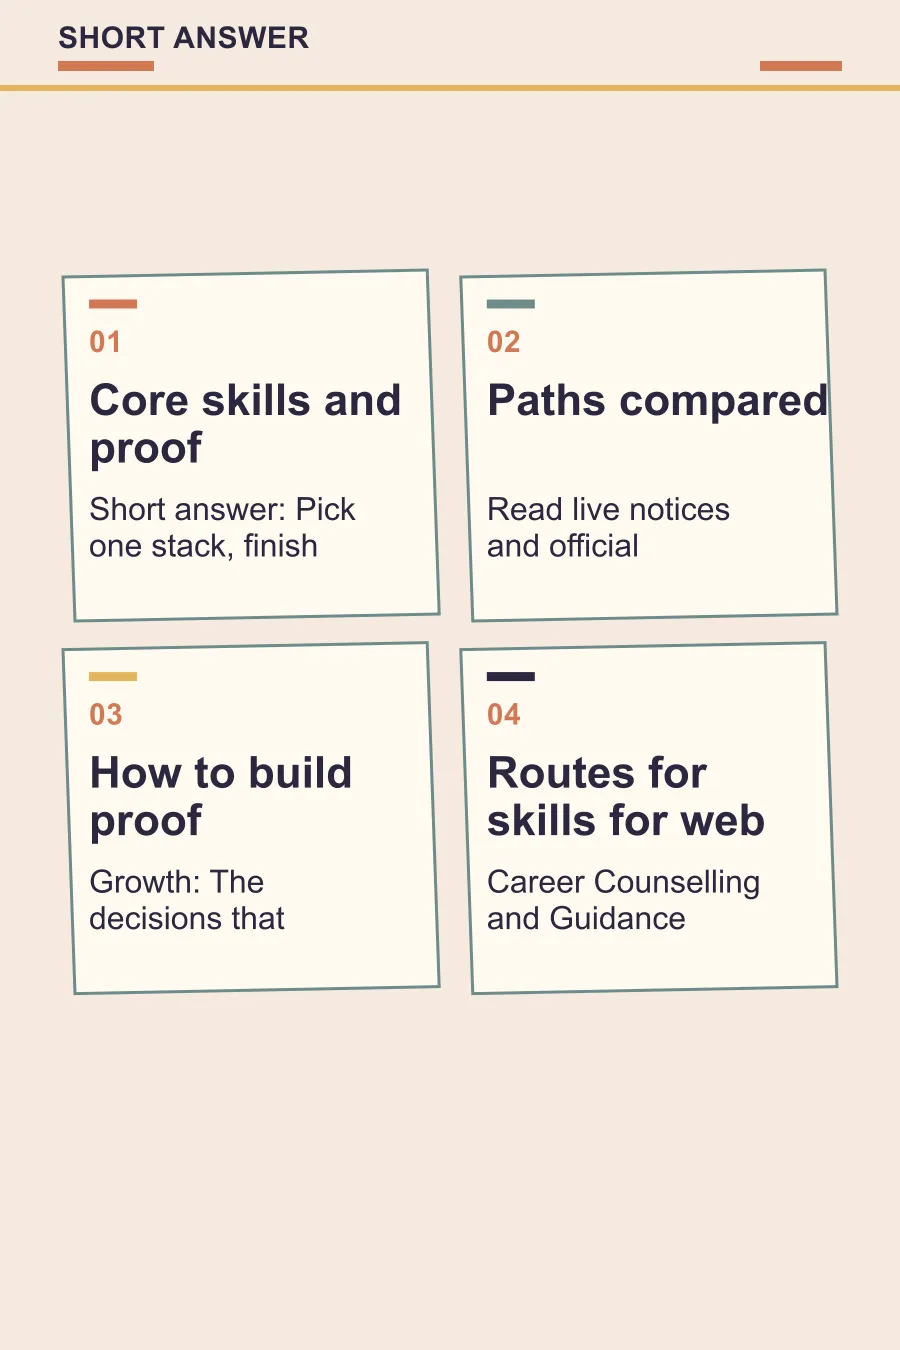 SHORT ANSWER
01
Core skills and
proof
Short answer: Pick
one stack, finish
02
Paths compared
Read live notices
and official
03
How to build
proof
Growth: The
decisions that
04
Routes for
skills for web
Career Counselling
and Guidance